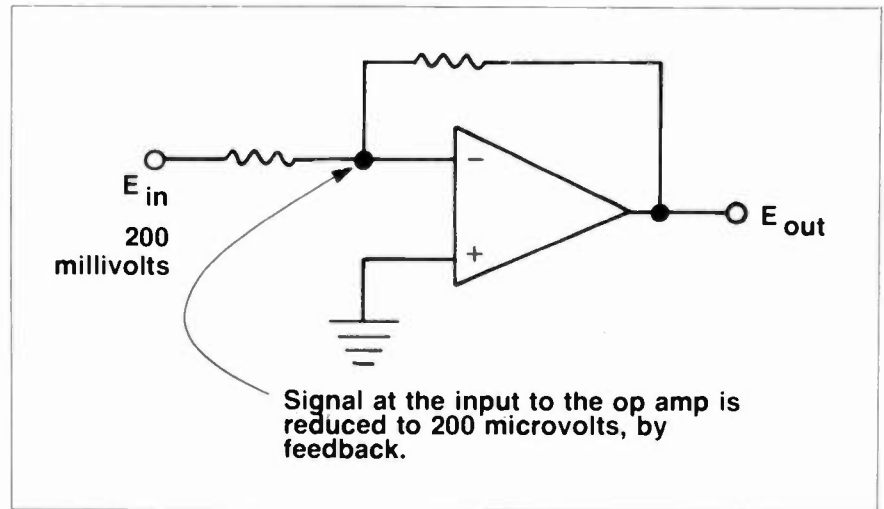 −
E in
200
millivolts
+
E out
Signal at the input to the op amp is
reduced to 200 microvolts, by
feedback.